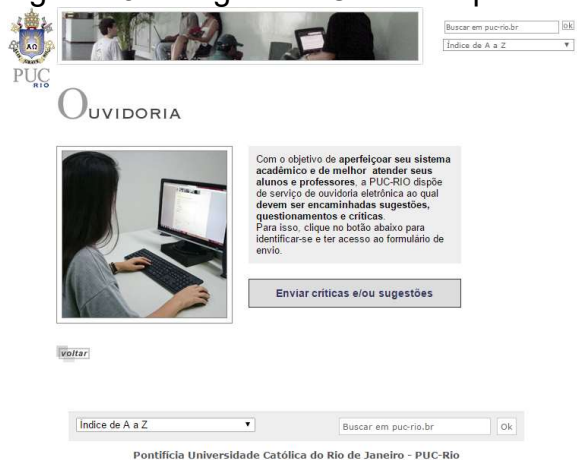 Buscar em puc-rio.br
ok
Índice de A a Z
PUC
RIO
OUVIDORIA
Com o objetivo de aperfeiçoar seu sistema
acadêmico e de melhor atender seus
alunos e professores, a PUC-RIO dispõe
de serviço de ouvidoria eletrônica ao qual
devem ser encaminhadas sugestões,
questionamentos e críticas.
Para isso, clique no botão abaixo para
identificar-se e ter acesso ao formulário de
envio.
Enviar críticas e/ou sugestões
voltar
Índice de A a Z
Buscar em puc-rio.br
Ok
Pontifícia Universidade Católica do Rio de Janeiro - PUC-Rio